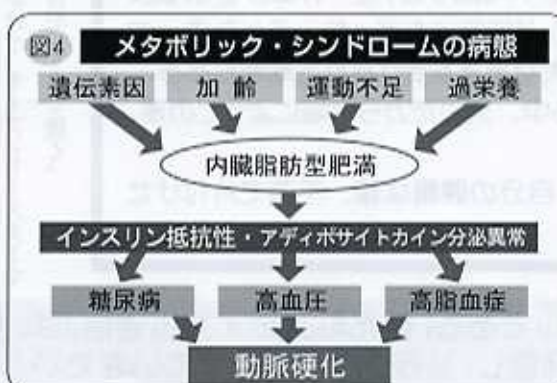 図4 メタボリック・シンドロームの病態
遺伝素因 加齢 運動不足 過栄養
内臓脂肪型肥満
インスリン抵抗性・アディポサイトカイン分泌異常
糖尿病 高血圧 高脂血症
動脈硬化